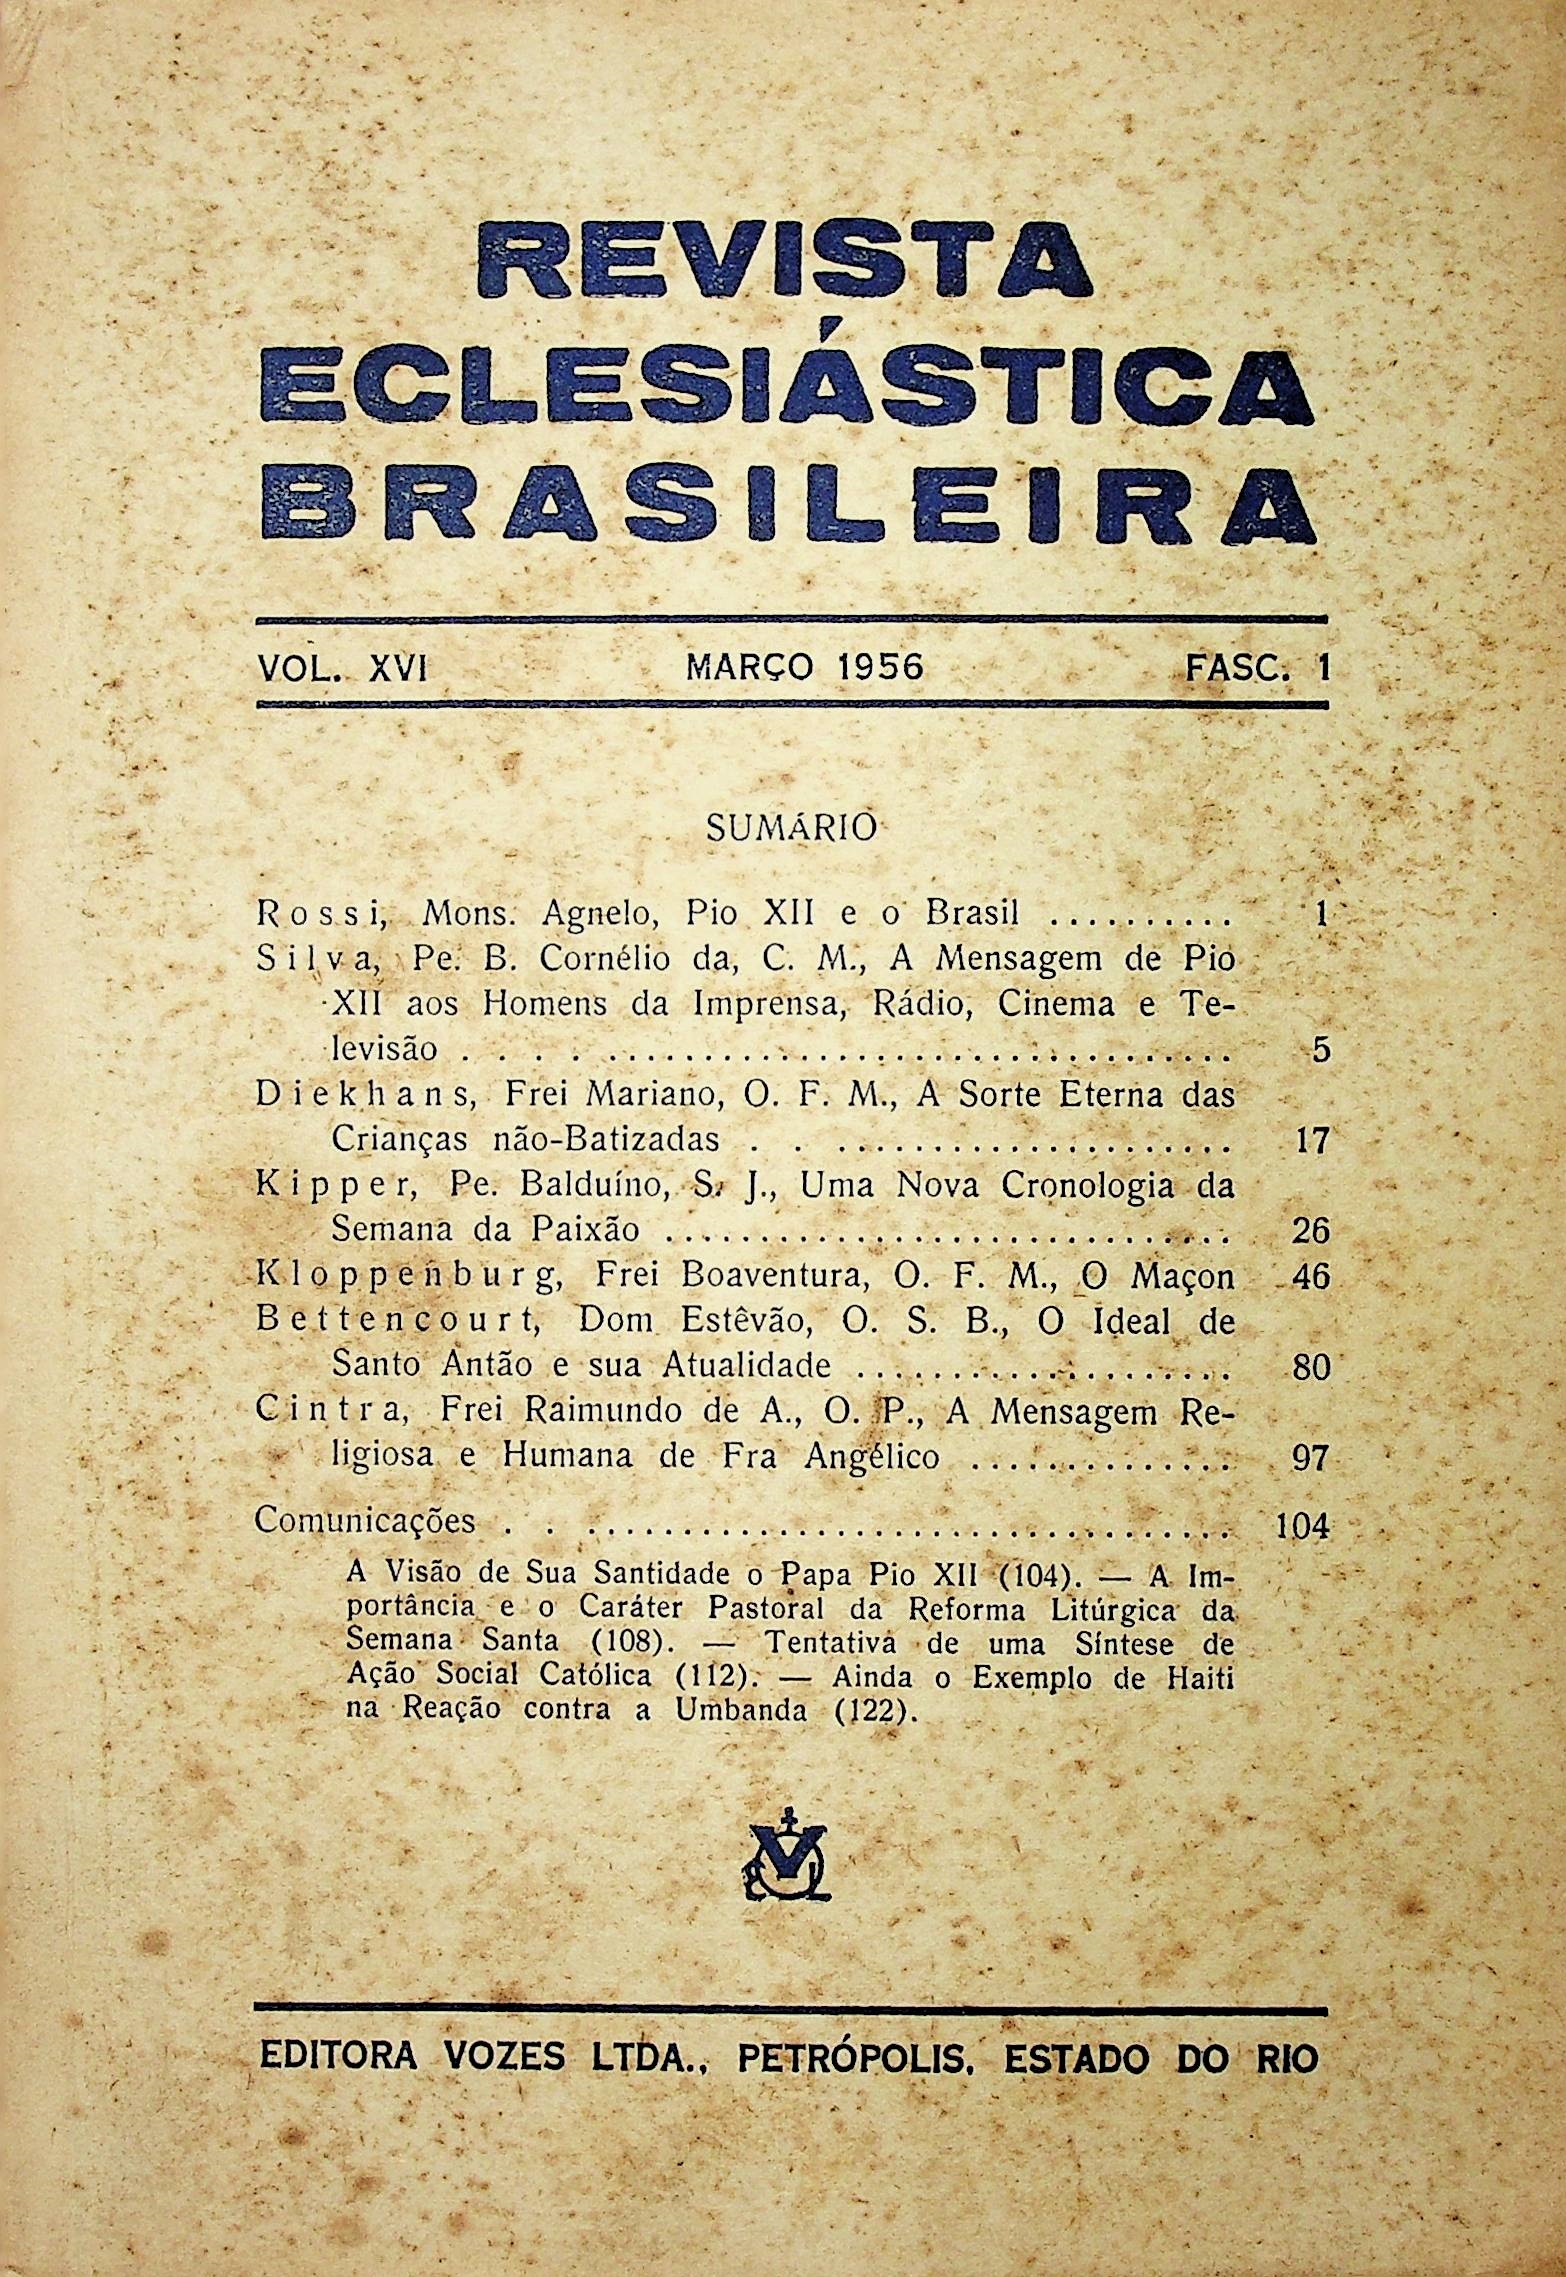 REVISTA
ECLESIÁSTICA
BRASILEIRA
VOL. XVI MARÇO 1956 FASC. 1
SUMÁRIO
Rossi, Mons. Agnelo, Pio XII e o Brasil .......... 1
Silva, Pe. B. Cornélio da, C. M., A Mensagem de Pio
XII aos Homens da Imprensa, Rádio, Cinema e Te-
levisão . . . . ................................. 5
Diekhans, Frei Mariano, O. F. M., A Sorte Eterna das
Crianças não-Batizadas . . ..................... 17
Kipper, Pe. Balduíno, S. J., Uma Nova Cronologia da
Semana da Paixão .............................. 26
Kloppenburg, Frei Boaventura, O. F. M., O Maçon 46
Bettencourt, Dom Estêvão, O. S. B., O Ideal de
Santo Antão e sua Atualidade .................... 80
Cintra, Frei Raimundo de A., O. P., A Mensagem Re-
ligiosa e Humana de Fra Angélico .............. 97
Comunicações . . .................................. 104
A Visão de Sua Santidade o Papa Pio XII (104). — A Im-
portância e o Caráter Pastoral da Reforma Litúrgica da
Semana Santa (108). — Tentativa de uma Síntese de
Ação Social Católica (112). — Ainda o Exemplo de Haiti
na Reação contra a Umbanda (122).
V
EDITORA VOZES LTDA., PETRÓPOLIS, ESTADO DO RIO